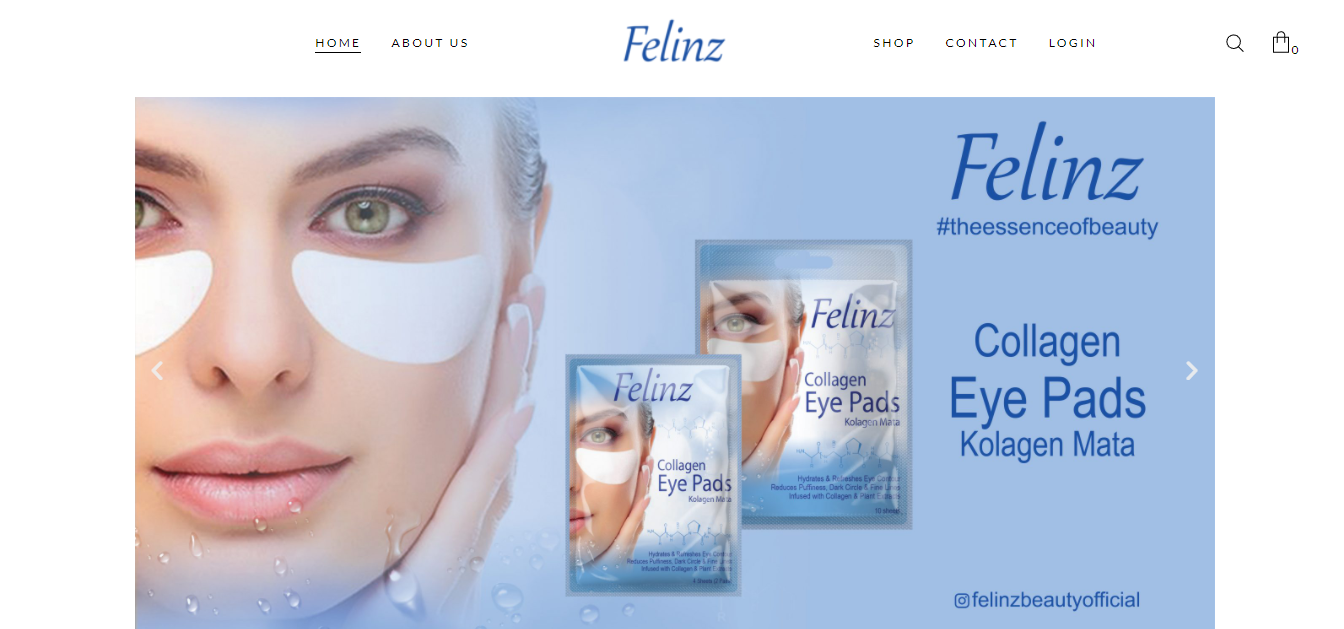 HOME
ABOUT US
Felinz
SHOP
CONTACT
LOGIN
0
Felinz
#theessenceofbeauty
Collagen
Eye Pads
Kolagen Mata
Felinz
Collagen
Eye Pads
Kolagen Mata
Hydrates & Refreshes Eye Contour
Reduces Puffiness, Dark Circle & Fine Lines
Infused with Collagen & Plant Extracts
Felinz
Collagen
Eye Pads
Kolagen Mata
Hydrates & Refreshes Eye Contour
Reduces Puffiness, Dark Circle & Fine Lines
Infused with Collagen & Plant Extracts
felinzbeautyofficial